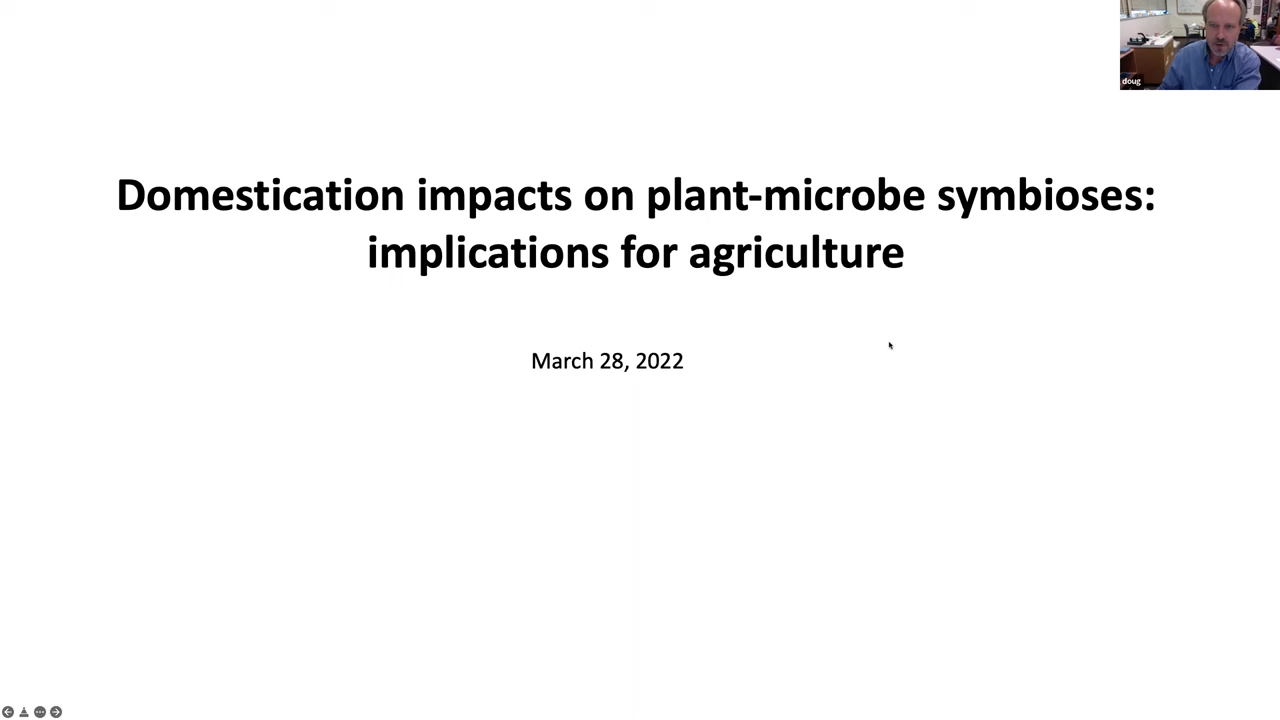 doug
Domestication impacts on plant-microbe symbioses:
implications for agriculture
March 28, 2022